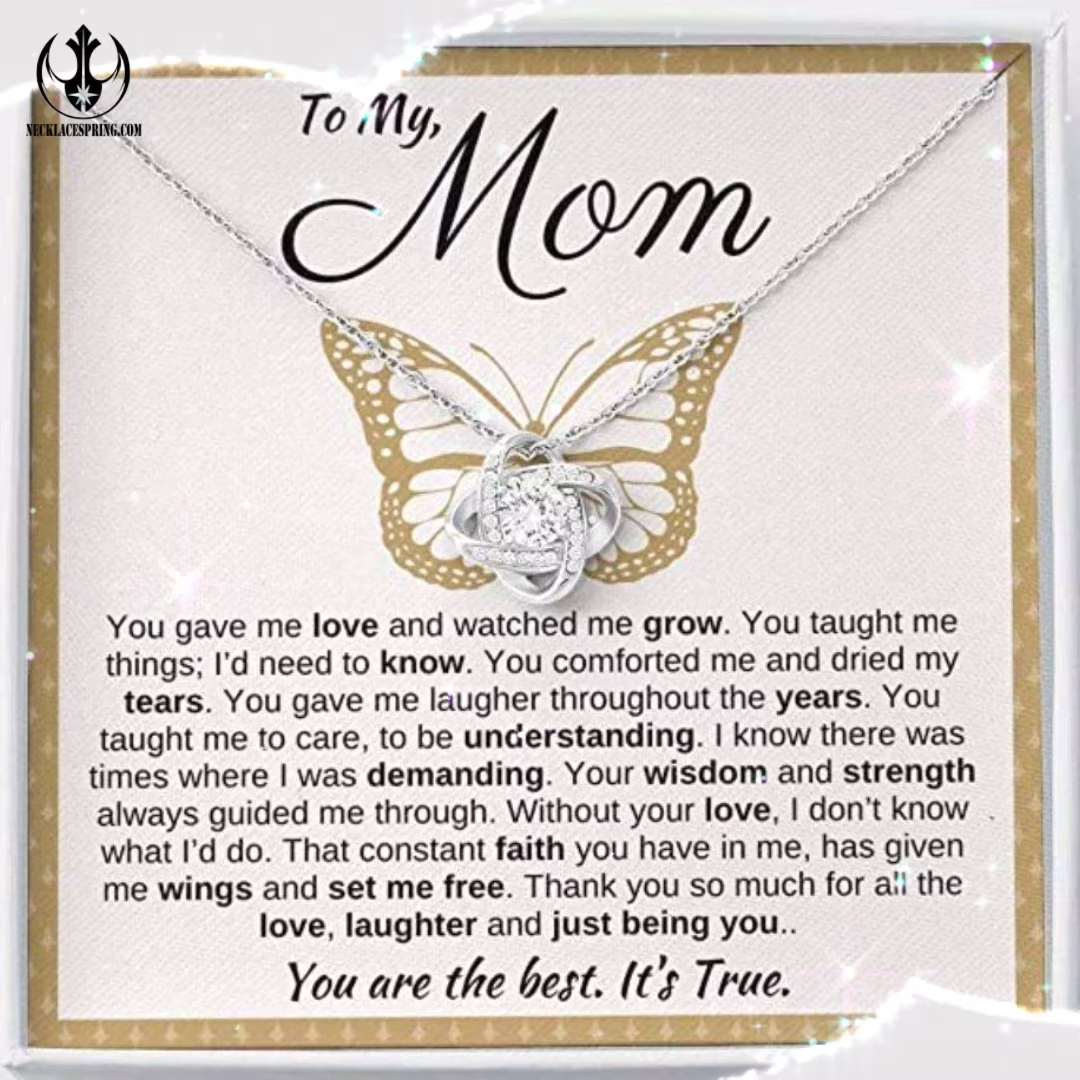 NECKLACESPRING.COM
To My,
Mom
You gave me love and watched me grow. You taught me
things; I'd need to know. You comforted me and dried my
tears. You gave me laugher throughout the years. You
taught me to care, to be understanding. I know there was
times where I was demanding. Your wisdom and strength
always guided me through. Without your love, I don't know
what I'd do. That constant faith you have in me, has given
me wings and set me free. Thank you so much for all the
love, laughter and just being you..
You are the best. It's True.